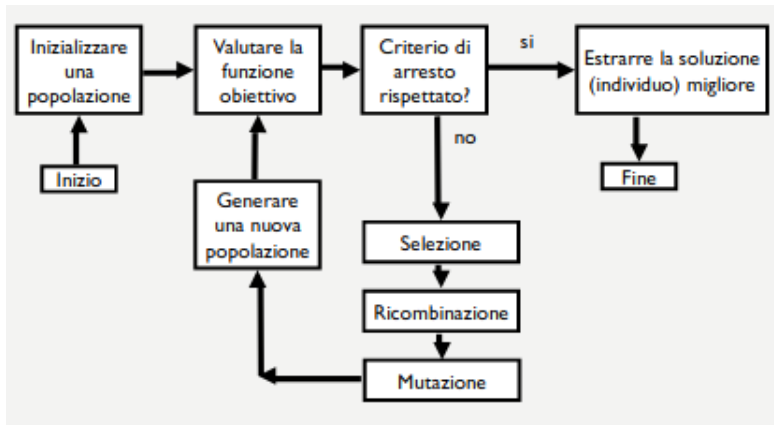 Inizializzare
una
popolazione
Valutare la
funzione
obiettivo
Criterio di
arresto
rispettato?
si
Estrarre la soluzione
(individuo) migliore
no
Inizio
Fine
Generare
una nuova
popolazione
Selezione
Ricombinazione
Mutazione